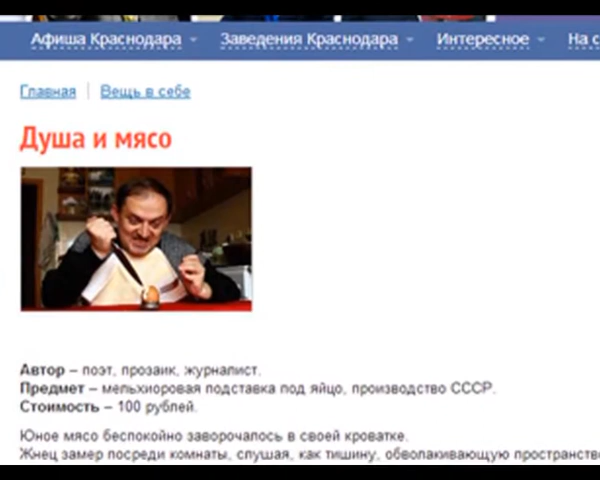 Афиша Краснодара Заведения Краснодара Интересное На с
Главная Вещь в себе
Душа и мясо
Автор – поэт, прозаик, журналист.
Предмет – мельхиоровая подставка под яйцо, производство СССР.
Стоимость – 100 рублей.
Юное мясо беспокойно заворочалось в своей кроватке.
Жнец замер посреди комнаты, слушая, как тишину, обволакивающую пространство